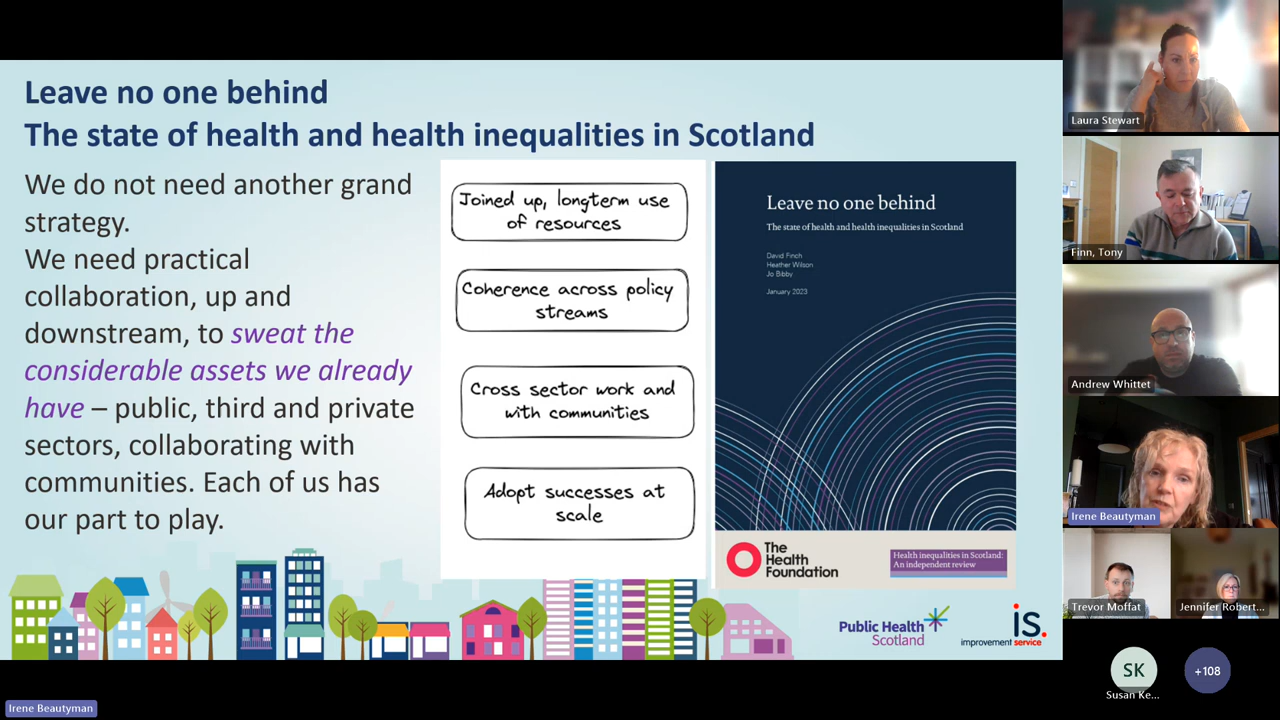 Leave no one behind
The state of health and health inequalities in Scotland
We do not need another grand
strategy.
We need practical
collaboration, up and
downstream, to sweat the
considerable assets we already
have – public, third and private
sectors, collaborating with
communities. Each of us has
our part to play.
Joined up, longterm use
of resources
Coherence across policy
streams
Cross sector work and
with communities
Adopt successes at
scale
Leave no one behind
The state of health and health inequalities in Scotland
David Finch
Heather Wilson
Jo Bibby
January 2023
The
Health
Foundation
Health inequalities in Scotland:
An independent review
Public Health
Scotland
is.
improvement service
Laura Stewart
Finn, Tony
Andrew Whittet
Irene Beautyman
Trevor Moffat
Jennifer Robert...
SK
Susan Ke...
+108
Irene Beautyman